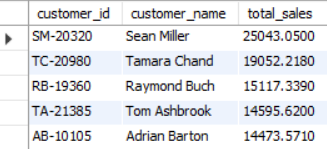 customer_id customer_name total_sales
SM-20320 Sean Miller 25043.0500
TC-20980 Tamara Chand 19052.2180
RB-19360 Raymond Buch 15117.3390
TA-21385 Tom Ashbrook 14595.6200
AB-10105 Adrian Barton 14473.5710